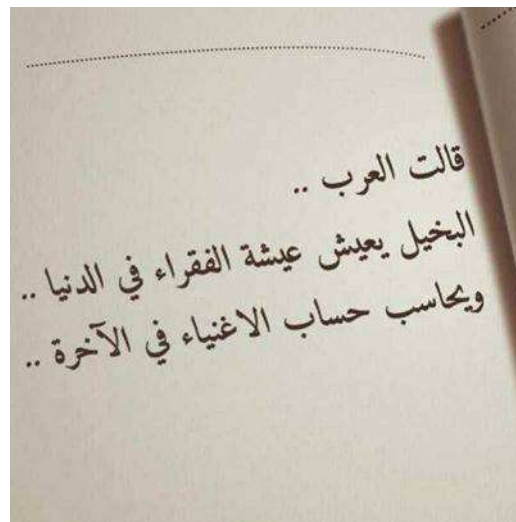 قالت العرب ..
البخيل يعيش عيشة الفقراء في الدنيا ..
ويحاسب حساب الاغنياء في الآخرة ..